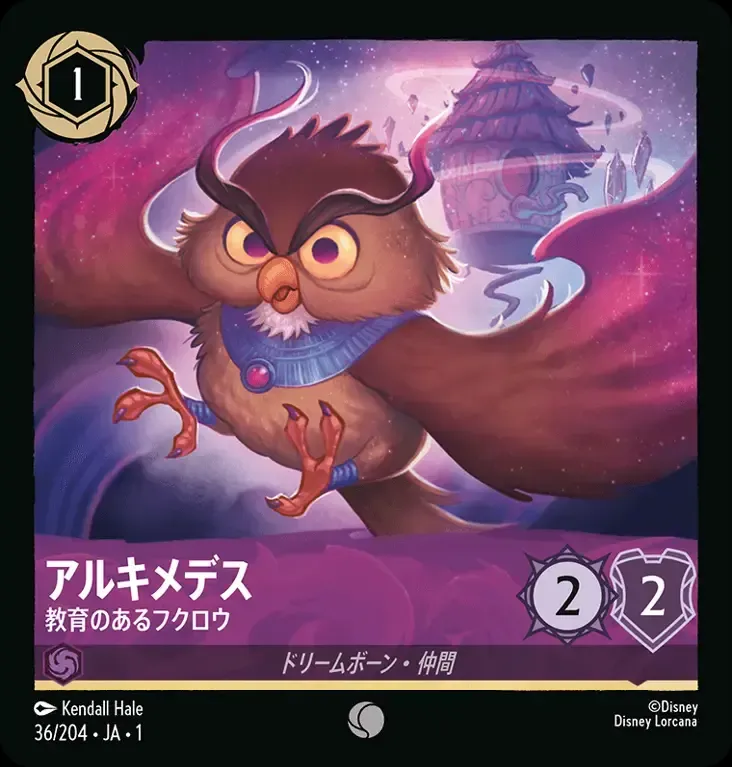 1
アルキメデス
教育のあるフクロウ
2 2
ドリームボーン・仲間
Kendall Hale
36/204・JA・1
©Disney
Disney Lorcana